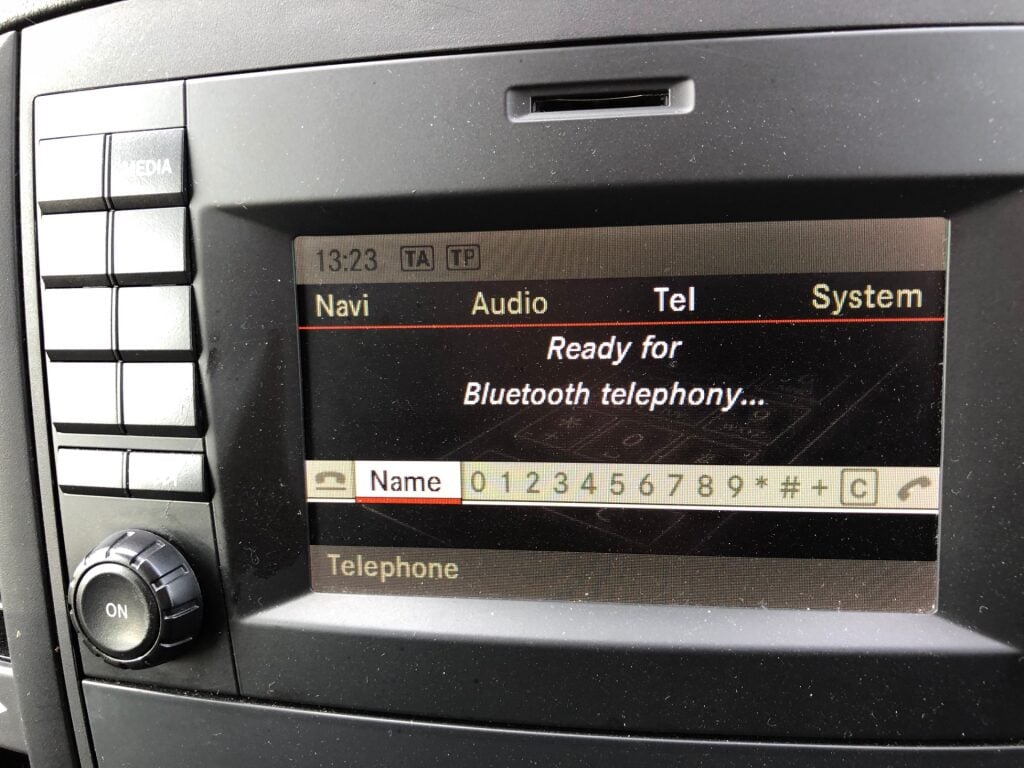 MEDIA
13:23 TA TP
Navi Audio Tel System
Ready for
Bluetooth telephony...
Name 0 1 2 3 4 5 6 7 8 9 * # + C
Telephone
ON